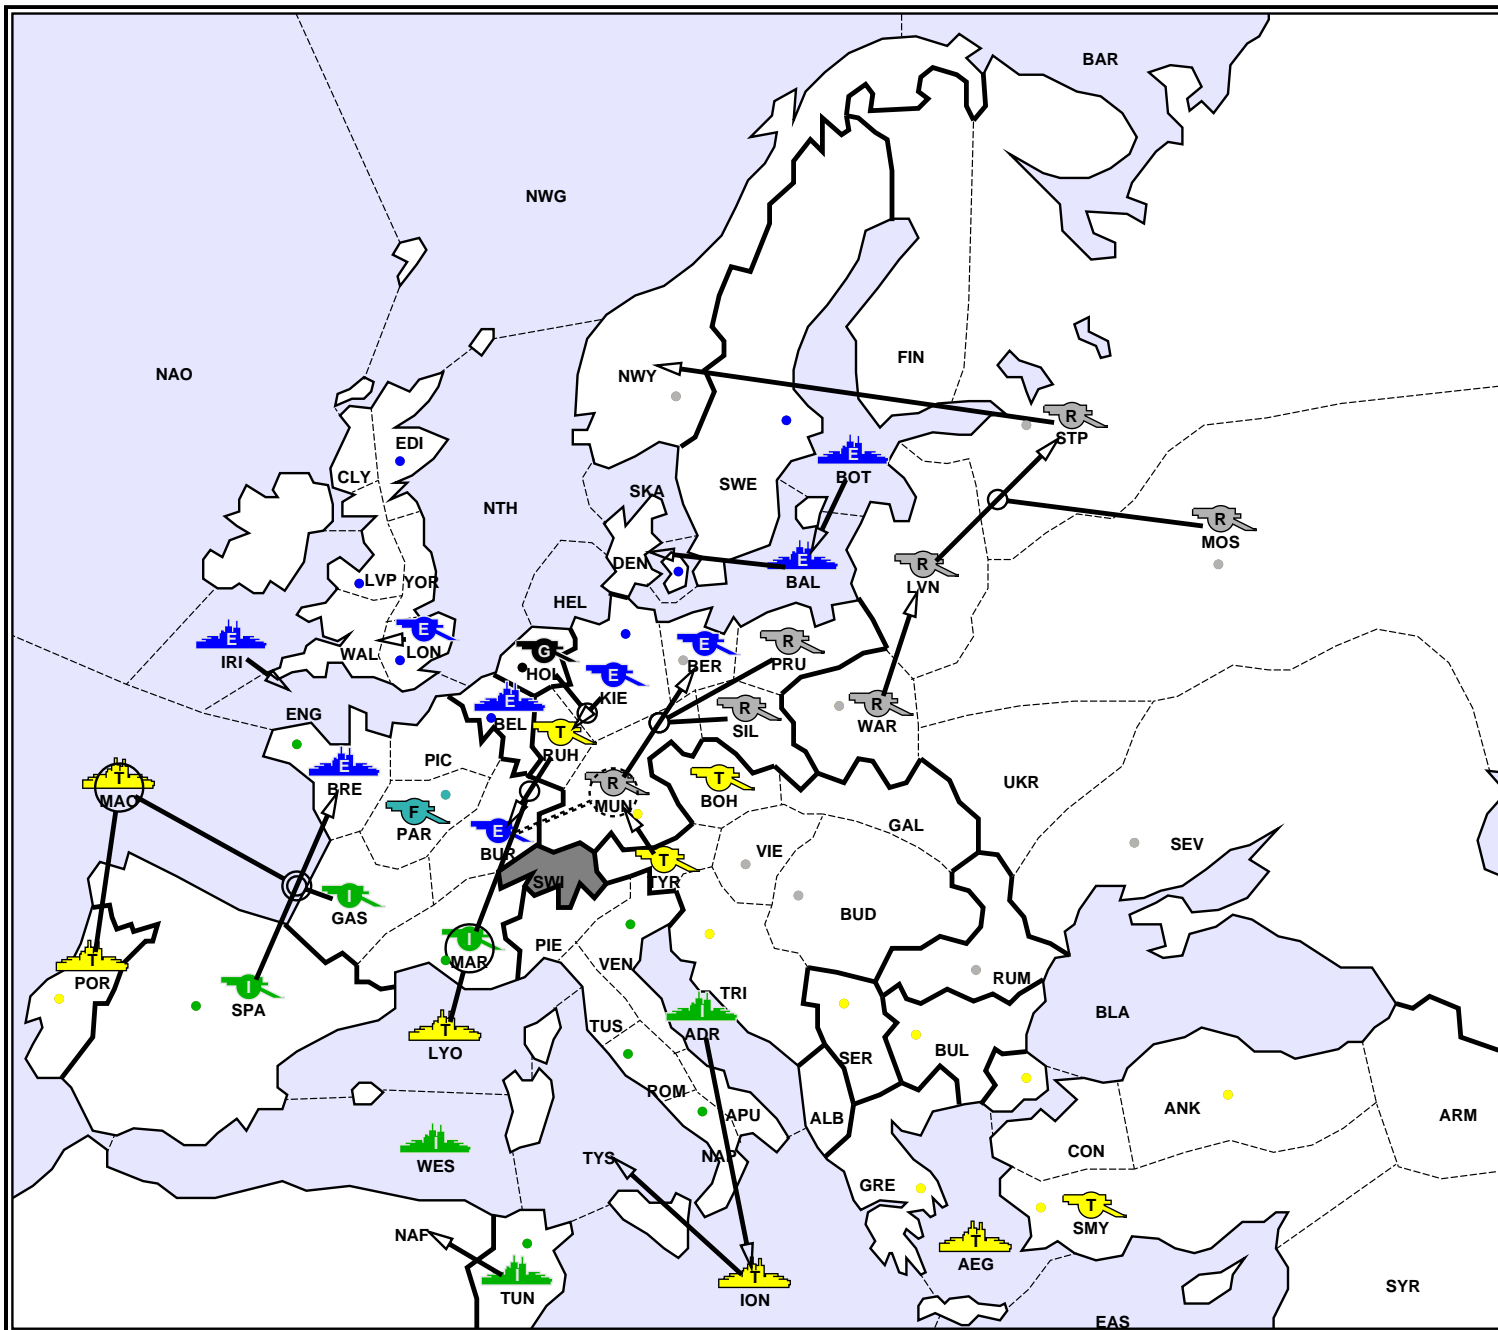 BAR
NWG
NAO
FIN
NWY
R
STP
EDI
E
BOT
CLY
SWE
SKA
NTH
R
MOS
DEN
R
LVN
E
BAL
LVP
YOR
HEL
E
IRI
WAL
E
LON
G
HOL
E
KIE
E
BER
R
PRU
E
BEL
R
SIL
R
WAR
ENG
T
RUH
PIC
E
BRE
T
MAO
R
MUN
T
BOH
UKR
F
PAR
GAL
E
BUR
VIE
SEV
SWI
T
TYR
I
GAS
BUD
I
MAR
PIE
VEN
T
POR
I
SPA
TRI
RUM
T
LYO
TUS
I
ADR
BLA
SER
BUL
ROM
APU
ALB
ANK
ARM
I
WES
TYS
NAP
CON
GRE
T
SMY
NAF
T
AEG
I
TUN
T
ION
SYR
EAS